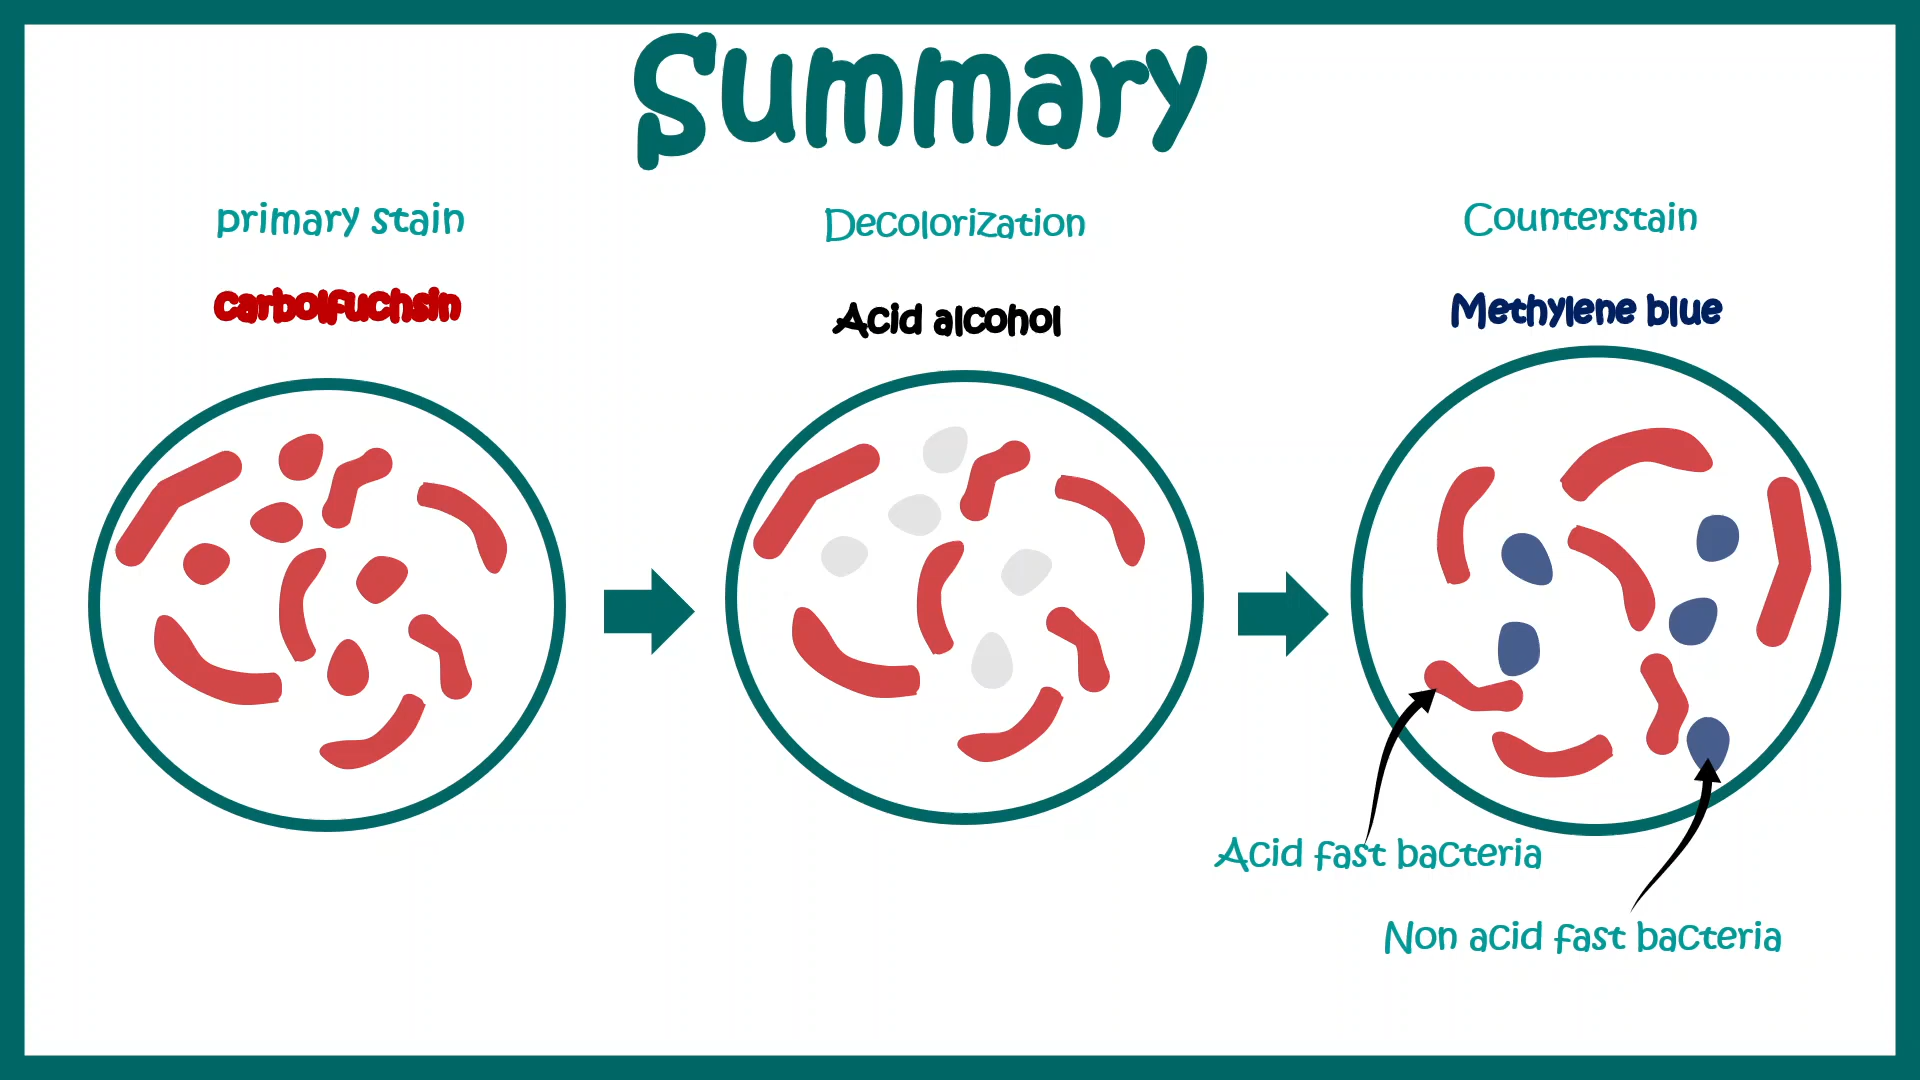 Summary
primary stain
carbolfuchsin
Decolorization
Acid alcohol
Counterstain
Methylene blue
Acid fast bacteria
Non acid fast bacteria